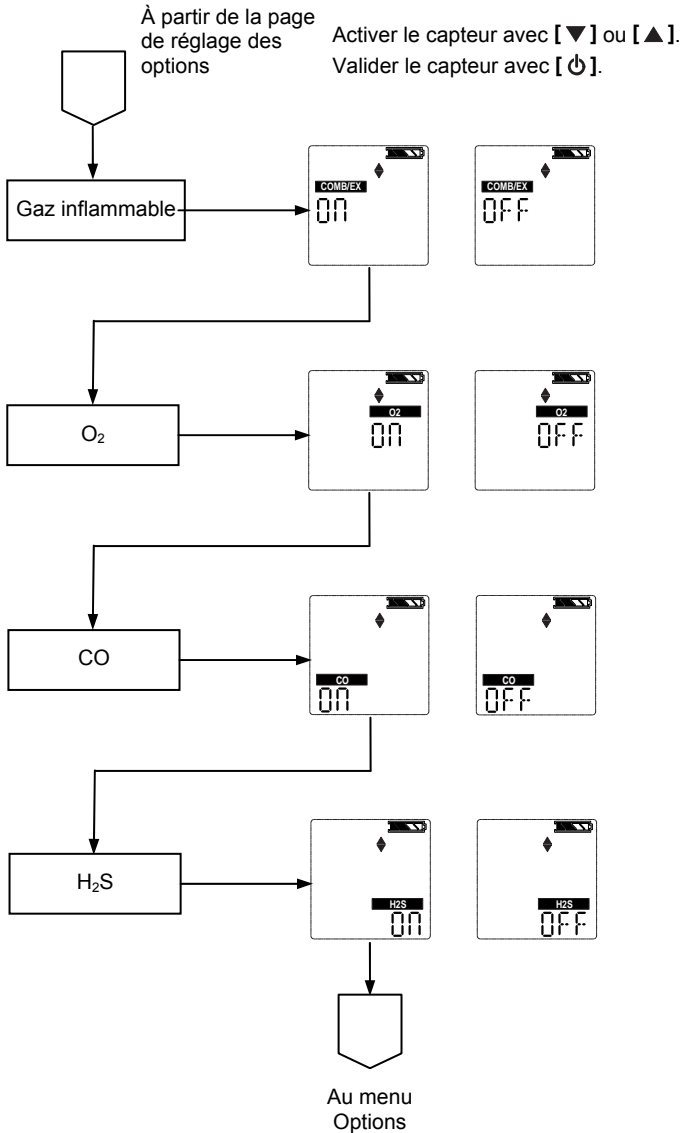 À partir de la page
de réglage des
options
Activer le capteur avec [▼] ou [▲].
Valider le capteur avec [⏻].
Gaz inflammable
COMB/EX
ON
COMB/EX
OFF
O₂
O2
ON
O2
OFF
CO
CO
ON
CO
OFF
H₂S
H2S
ON
H2S
OFF
Au menu
Options